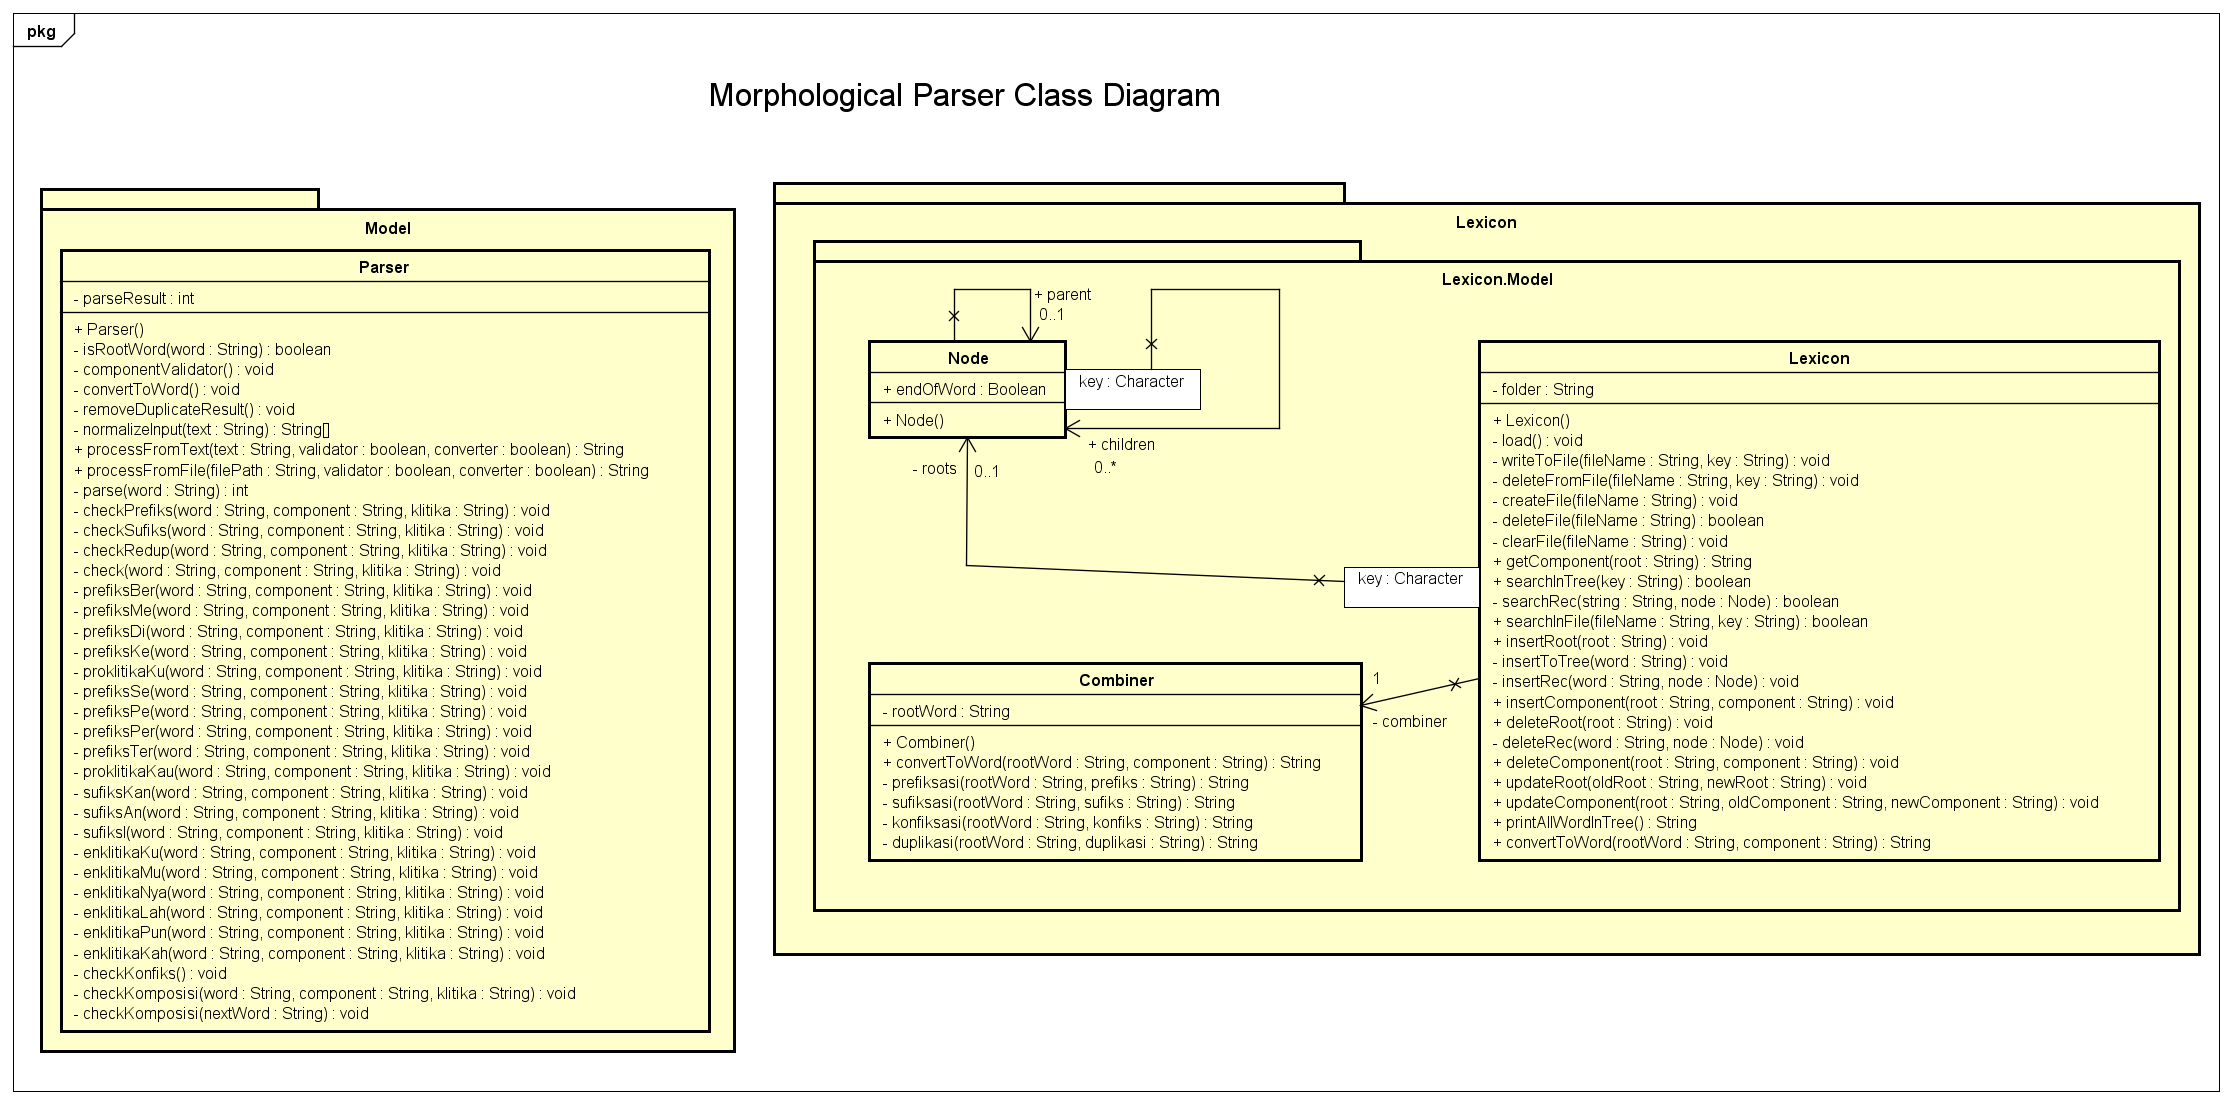 pkg
Morphological Parser Class Diagram
Model
Parser
- parseResult : int
+ Parser()
- isRootWord(word : String) : boolean
- componentValidator() : void
- convertToWord() : void
- removeDuplicateResult() : void
- normalizeInput(text : String) : String[]
+ processFromText(text : String, validator : boolean, converter : boolean) : String
+ processFromFile(filePath : String, validator : boolean, converter : boolean) : String
- parse(word : String) : int
- checkPrefiks(word : String, component : String, klitika : String) : void
- checkSufiks(word : String, component : String, klitika : String) : void
- checkRedup(word : String, component : String, klitika : String) : void
- check(word : String, component : String, klitika : String) : void
- prefiksBer(word : String, component : String, klitika : String) : void
- prefiksMe(word : String, component : String, klitika : String) : void
- prefiksDi(word : String, component : String, klitika : String) : void
- prefiksKe(word : String, component : String, klitika : String) : void
- proklitikaKu(word : String, component : String, klitika : String) : void
- prefiksSe(word : String, component : String, klitika : String) : void
- prefiksPe(word : String, component : String, klitika : String) : void
- prefiksPer(word : String, component : String, klitika : String) : void
- prefiksTer(word : String, component : String, klitika : String) : void
- proklitikaKau(word : String, component : String, klitika : String) : void
- sufiksKan(word : String, component : String, klitika : String) : void
- sufiksAn(word : String, component : String, klitika : String) : void
- sufiksI(word : String, component : String, klitika : String) : void
- enklitikaKu(word : String, component : String, klitika : String) : void
- enklitikaMu(word : String, component : String, klitika : String) : void
- enklitikaNya(word : String, component : String, klitika : String) : void
- enklitikaLah(word : String, component : String, klitika : String) : void
- enklitikaPun(word : String, component : String, klitika : String) : void
- enklitikaKah(word : String, component : String, klitika : String) : void
- checkKonfiks() : void
- checkKomposisi(word : String, component : String, klitika : String) : void
- checkKomposisi(nextWord : String) : void
Lexicon
Lexicon.Model
+ parent
0..1
Node
+ endOfWord : Boolean
+ Node()
key : Character
+ children
0..*
- roots
0..1
key : Character
Combiner
- rootWord : String
+ Combiner()
+ convertToWord(rootWord : String, component : String) : String
- prefiksasi(rootWord : String, prefiks : String) : String
- sufiksasi(rootWord : String, sufiks : String) : String
- konfiksasi(rootWord : String, konfiks : String) : String
- duplikasi(rootWord : String, duplikasi : String) : String
1
- combiner
Lexicon
- folder : String
+ Lexicon()
- load() : void
- writeToFile(fileName : String, key : String) : void
- deleteFromFile(fileName : String, key : String) : void
- createFile(fileName : String) : void
- deleteFile(fileName : String) : boolean
- clearFile(fileName : String) : void
+ getComponent(root : String) : String
+ searchInTree(key : String) : boolean
- searchRec(string : String, node : Node) : boolean
+ searchInFile(fileName : String, key : String) : boolean
+ insertRoot(root : String) : void
- insertToTree(word : String) : void
- insertRec(word : String, node : Node) : void
+ insertComponent(root : String, component : String) : void
+ deleteRoot(root : String) : void
- deleteRec(word : String, node : Node) : void
+ deleteComponent(root : String, component : String) : void
+ updateRoot(oldRoot : String, newRoot : String) : void
+ updateComponent(root : String, oldComponent : String, newComponent : String) : void
+ printAllWordInTree() : String
+ convertToWord(rootWord : String, component : String) : String